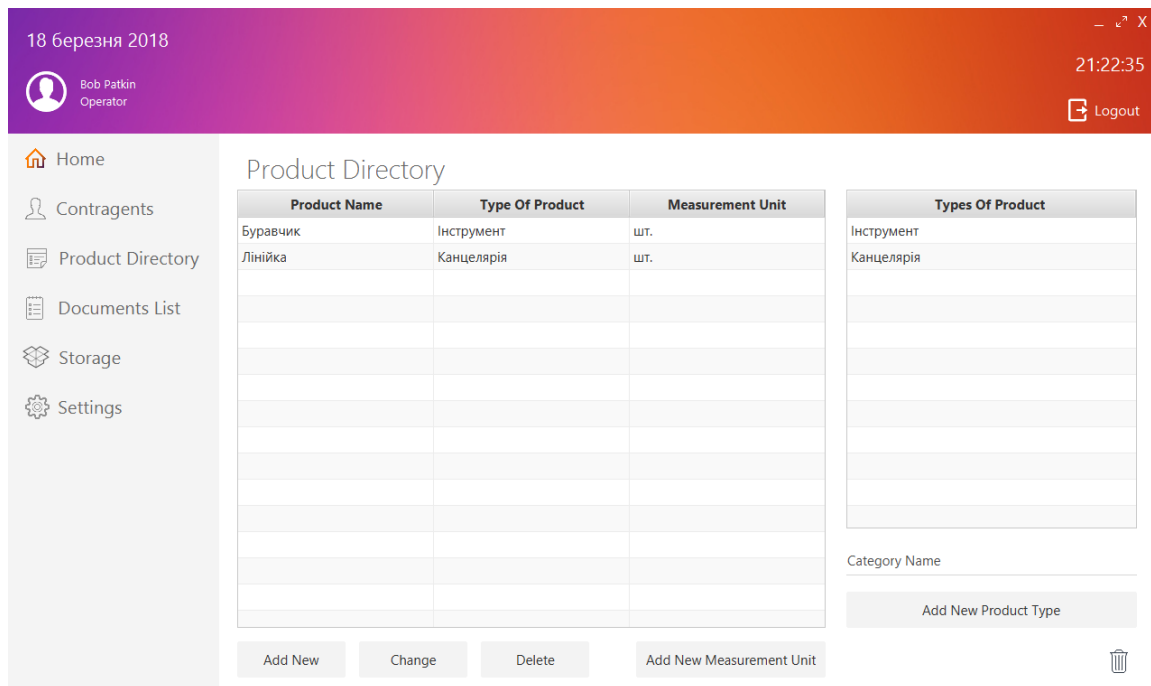 18 березня 2018
21:22:35
Bob Patkin
Operator
Logout
Home
Contragents
Product Directory
Documents List
Storage
Settings
Product Directory
Product Name Type Of Product Measurement Unit
Буравчик Інструмент шт.
Лінійка Канцелярія шт.
Types Of Product
Інструмент
Канцелярія
Category Name
Add New Product Type
Add New Change Delete Add New Measurement Unit